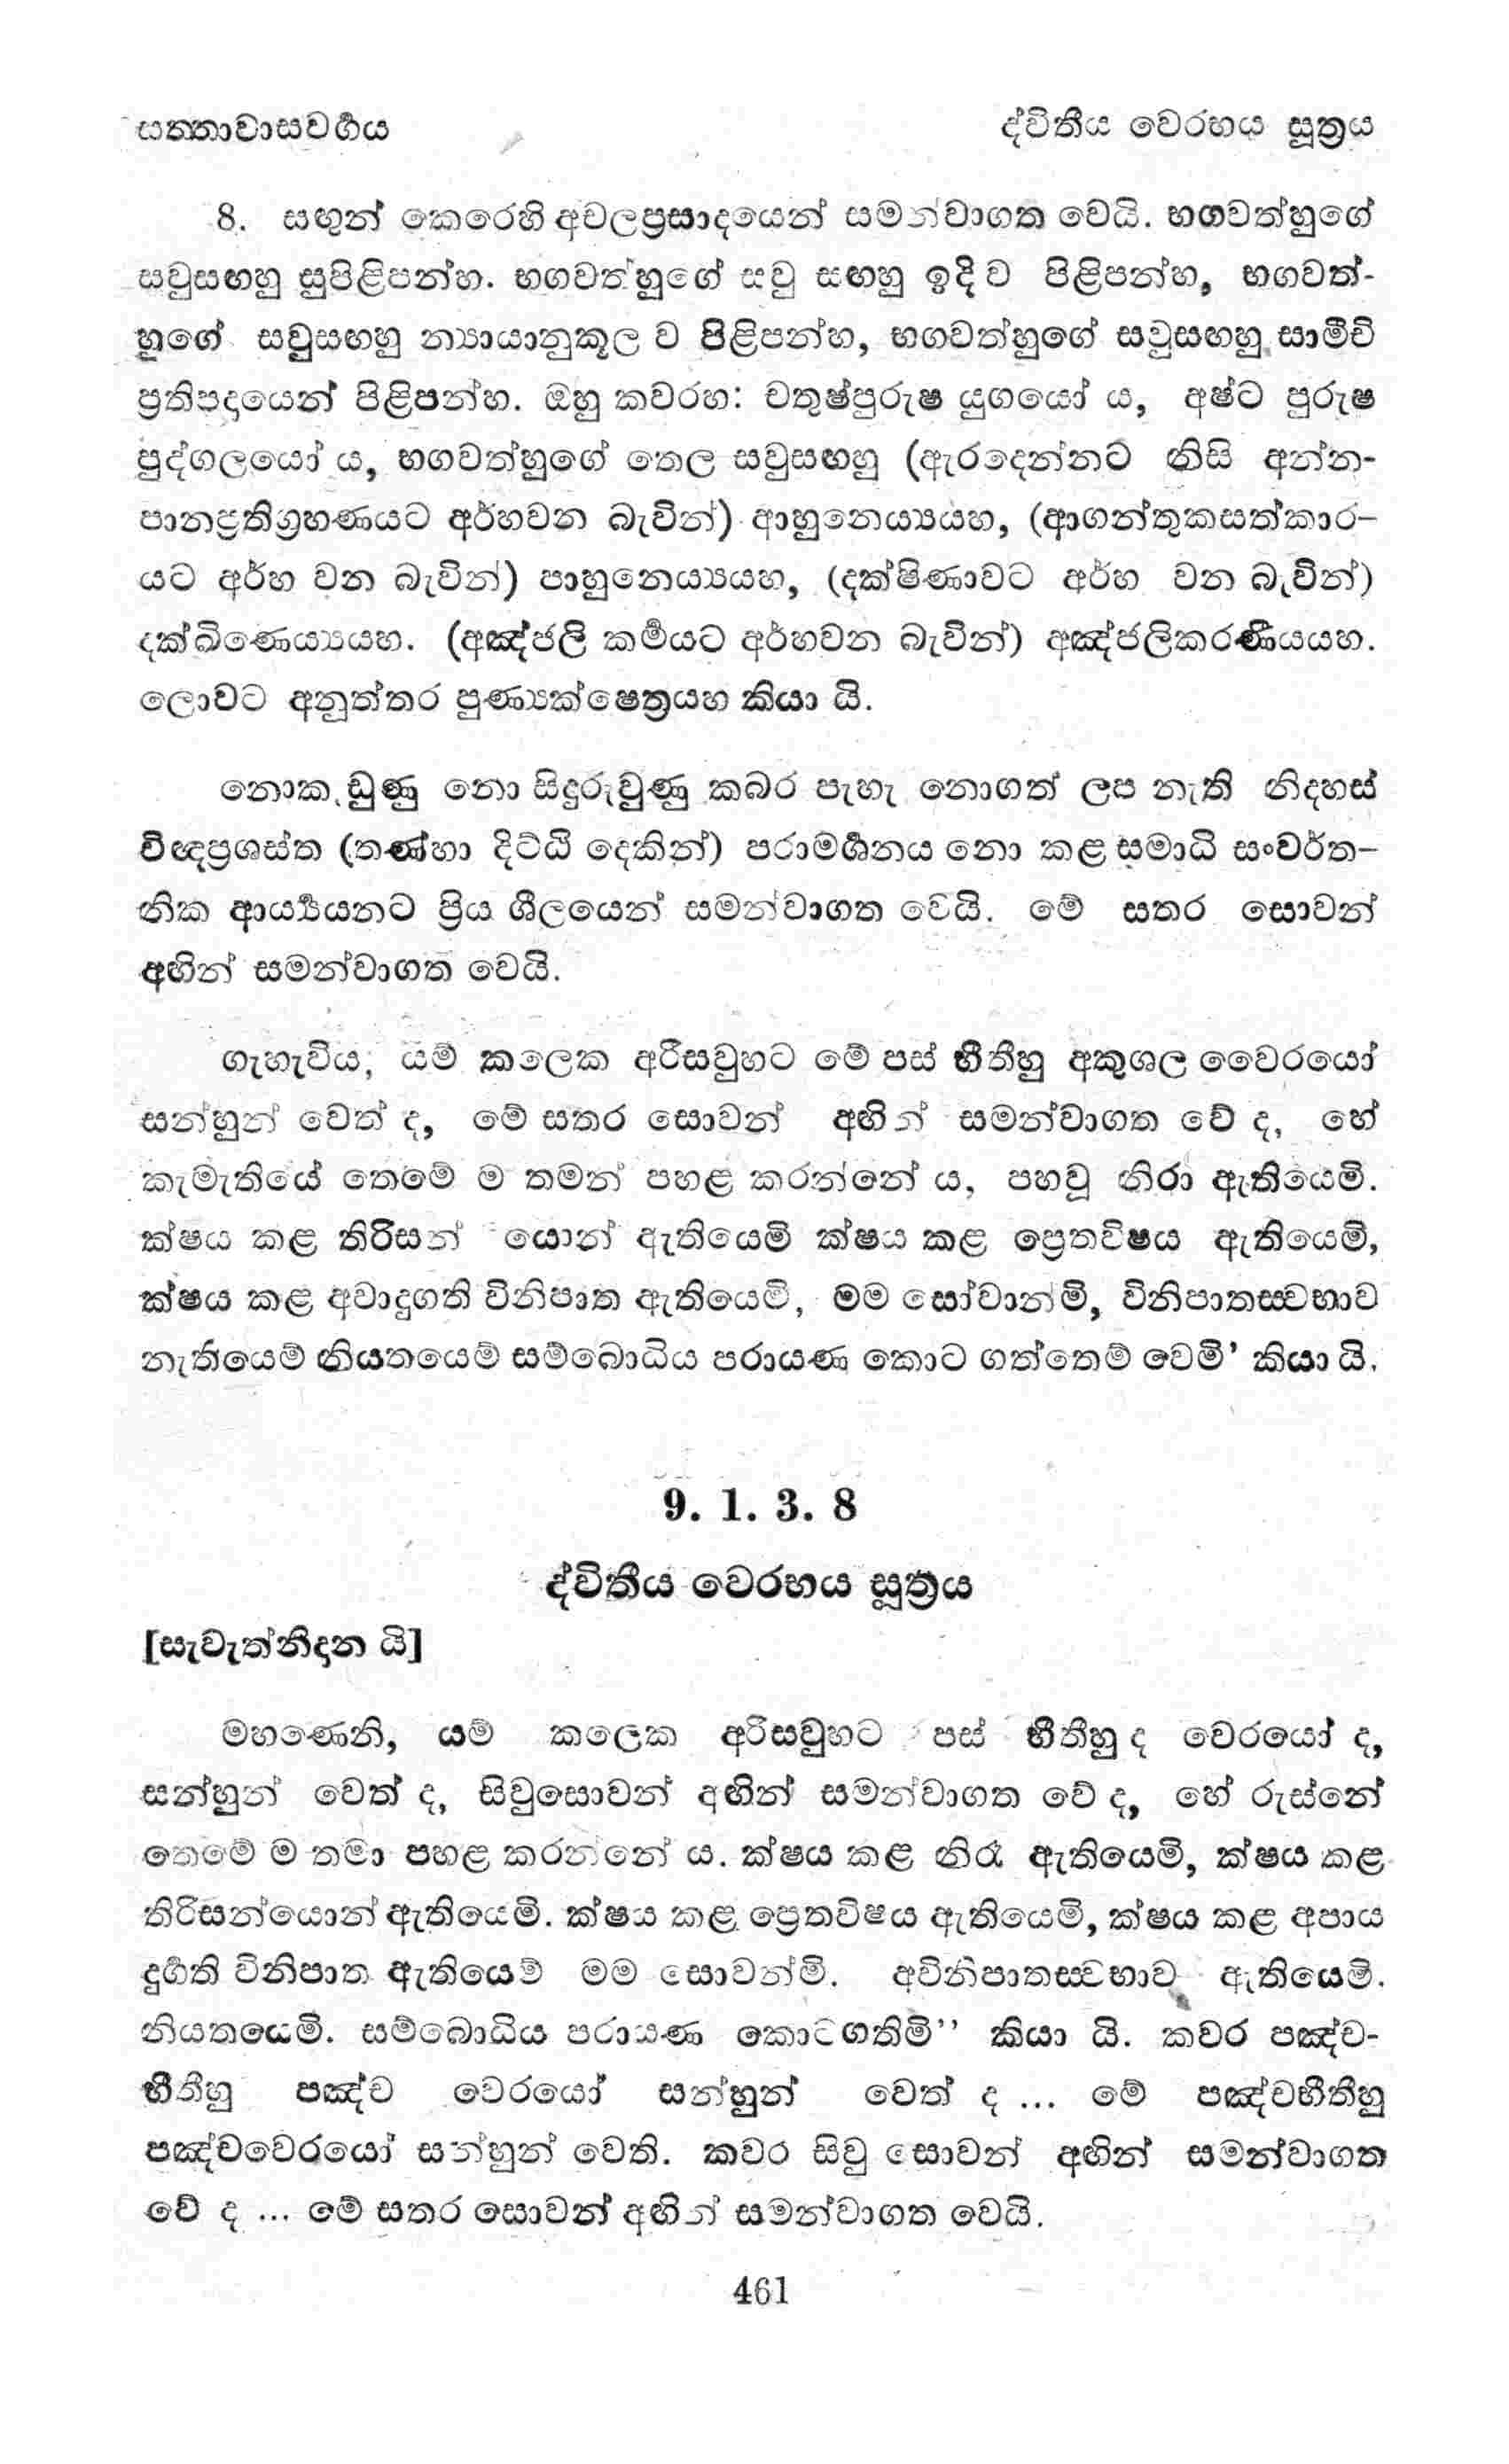 සත්තාවාසවර්‍ගය
ද්විතීය වෙරභය සූත්‍රය
8. සඟුන් කෙරෙහි අචලප්‍රසාදයෙන් සමන්වාගත වෙයි. භගවත්හුගේ
සවුසඟහු සුපිළිපන්හ. භගවත්හුගේ සවු සඟහු ඉදි ව පිළිපන්හ, භගවත්-
හුගේ සවුසඟහු න්‍යායානුකූල ව පිළිපන්හ, භගවත්හුගේ සවුසඟහු සාමීචි
ප්‍රතිපදායෙන් පිළිපන්හ. ඔහු කවරහ: චතුෂ්පුරුෂ යුගයෝ ය, අෂ්ට පුරුෂ
පුද්ගලයෝ ය, භගවත්හුගේ තෙල සවුසඟහු (ඇරදෙන්නට නිසි අන්න-
පානප්‍රතිග්‍රහණයට අර්හවන බැවින්) ආහුනෙය්‍යයහ, (ආගන්තුකසත්කාර-
යට අර්හ වන බැවින්) පාහුනෙය්‍යයහ, (දක්ෂිණාවට අර්හ වන බැවින්)
දක්ඛිණෙය්‍යයහ. (අඤ්ජලි කර්‍මයට අර්හවන බැවින්) අඤ්ජලිකරණීයයහ.
ලොවට අනුත්තර පුණ්‍යක්ෂෙත්‍රයහ කියා යි.
නොක ඩුණු නො සිදුරුවුණු කබර පැහැ නොගත් ලප නැති නිදහස්
විඥප්‍රශස්ත (තණ්හා දිට්ඨි දෙකින්) පරාමර්‍ශනය නො කළ සමාධි සංවර්ත-
නික ආර්‍ය්‍යයනට ප්‍රිය ශීලයෙන් සමන්වාගත වෙයි. මේ සතර සොවන්
අඟින් සමන්වාගත වෙයි.
ගැහැවිය, යම් කලෙක අරීසවුහට මේ පස් භීතීහු අකුශල වෛරයෝ
සන්හුන් වෙත් ද, මේ සතර සොවන් අඟින් සමන්වාගත වේ ද, හේ
කැමැතියේ තෙමේ ම තමන් පහළ කරන්නේ ය, පහවූ නිරා ඇතියෙමි.
ක්ෂය කළ තිරිසන් යොන් ඇතියෙමි ක්ෂය කළ ප්‍රෙතවිෂය ඇතියෙමි,
ක්ෂය කළ අවාදුගති විනිපාත ඇතියෙමි, මම සෝවාන්මි, විනිපාතස්වභාව
නැතියෙම් නියතයෙම් සම්බොධිය පරායණ කොට ගත්තෙම් වෙමි’ කියා යි.
9. 1. 3. 8
ද්විතීය වෙරභය සූත්‍රය
[සැවැත්නිදාන යි]
මහණෙනි, යම් කලෙක අරිසවුහට පස් භීතීහු ද වෙරයෝ ද,
සන්හුන් වෙත් ද, සිවුසොවන් අඟින් සමන්වාගත වේ ද, හේ රුස්නේ
තෙමේ ම තමා පහළ කරන්නේ ය. ක්ෂය කළ නිරෑ ඇතියෙමි, ක්ෂය කළ
තිරිසන්යොන් ඇතියෙමි. ක්ෂය කළ ප්‍රෙතවිෂය ඇතියෙමි, ක්ෂය කළ අපාය
දුර්‍ගති විනිපාත ඇතියෙම් මම සොවන්මි. අවිනිපාතස්වභාව ඇතියෙමි.
නියතයෙමි. සම්බොධිය පරායණ කොටගතිමි’’ කියා යි. කවර පඤ්ච-
භීතීහු පඤ්ච වෙරයෝ සන්හුන් වෙත් ද ... මේ පඤ්චභීතීහු
පඤ්චවෙරයෝ සන්හුන් වෙති. කවර සිවු සොවන් අඟින් සමන්වාගත
වේ ද ... මේ සතර සොවන් අඟින් සමන්වාගත වෙයි.
461